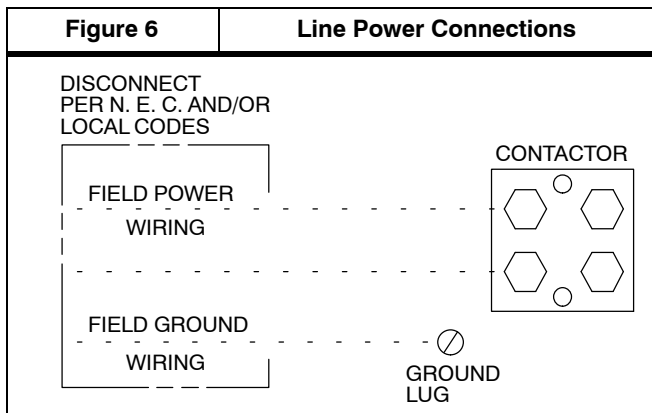 Figure 6
Line Power Connections
DISCONNECT
PER N. E. C. AND/OR
LOCAL CODES
CONTACTOR
FIELD POWER
WIRING
FIELD GROUND
WIRING
GROUND
LUG